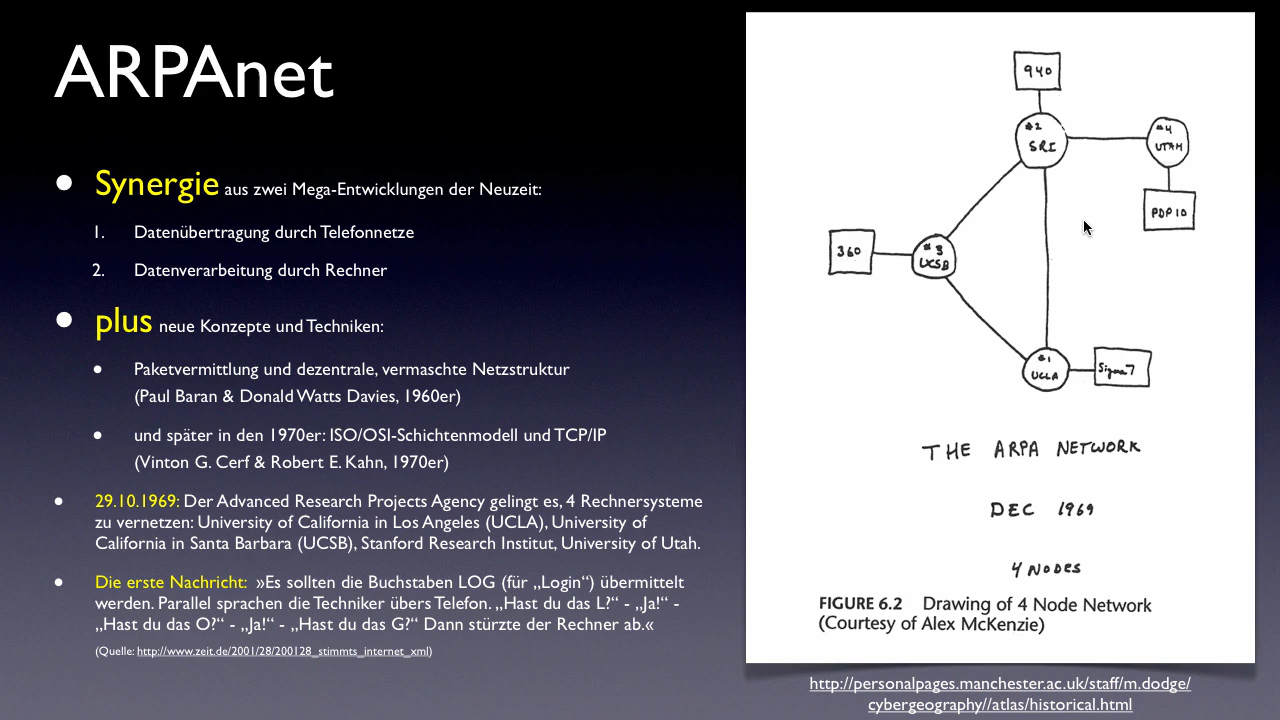 ARPAnet
• Synergie aus zwei Mega-Entwicklungen der Neuzeit:
1. Datenübertragung durch Telefonnetze
2. Datenverarbeitung durch Rechner
• plus neue Konzepte und Techniken:
• Paketvermittlung und dezentrale, vermaschte Netzstruktur
(Paul Baran & Donald Watts Davies, 1960er)
• und später in den 1970er: ISO/OSI-Schichtenmodell und TCP/IP
(Vinton G. Cerf & Robert E. Kahn, 1970er)
• 29.10.1969: Der Advanced Research Projects Agency gelingt es, 4 Rechnersysteme
zu vernetzen: University of California in Los Angeles (UCLA), University of
California in Santa Barbara (UCSB), Stanford Research Institut, University of Utah.
• Die erste Nachricht: »Es sollten die Buchstaben LOG (für „Login“) übermittelt
werden. Parallel sprachen die Techniker übers Telefon. „Hast du das L?“ - „Ja!“ -
„Hast du das O?“ - „Ja!“ - „Hast du das G?“ Dann stürzte der Rechner ab.«
(Quelle: http://www.zeit.de/2001/28/200128_stimmts_internet_xml)
940
#2
SRI
#4
UTAH
PDP10
360
#3
UCSB
#1
UCLA
Sigma7
THE ARPA NETWORK
DEC 1969
4 NODES
FIGURE 6.2 Drawing of 4 Node Network
(Courtesy of Alex McKenzie)
http://personalpages.manchester.ac.uk/staff/m.dodge/
cybergeography//atlas/historical.html